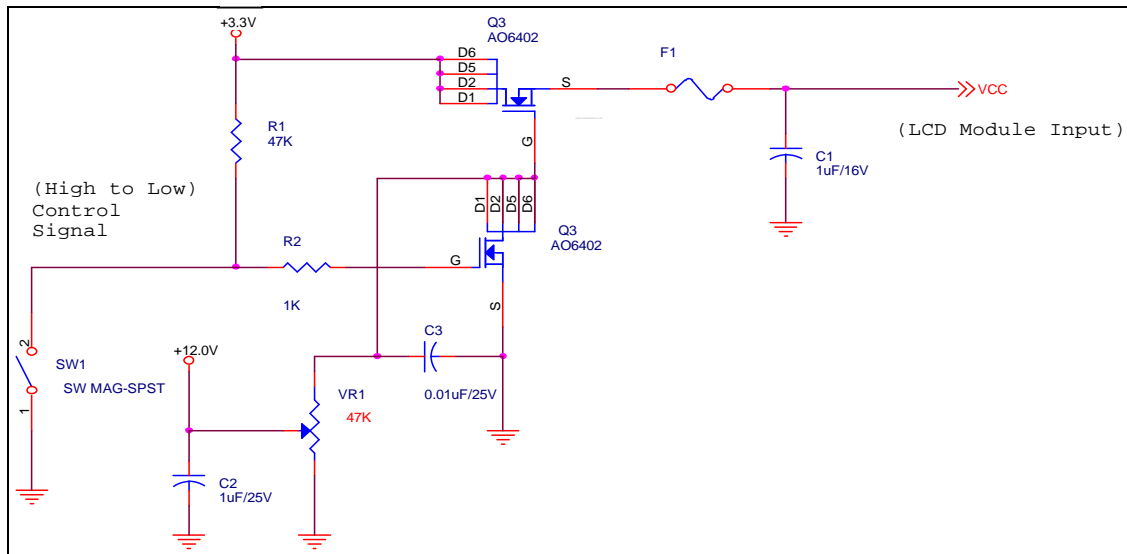 +3.3V
Q3
AO6402
D6
D5
D2
D1
S
G
F1
VCC
(LCD Module Input)
R1
47K
C1
1uF/16V
(High to Low)
Control
Signal
D1
D2
D5
D6
Q3
AO6402
R2
1K
G
S
C3
0.01uF/25V
2
SW1
SW MAG-SPST
1
+12.0V
VR1
47K
C2
1uF/25V